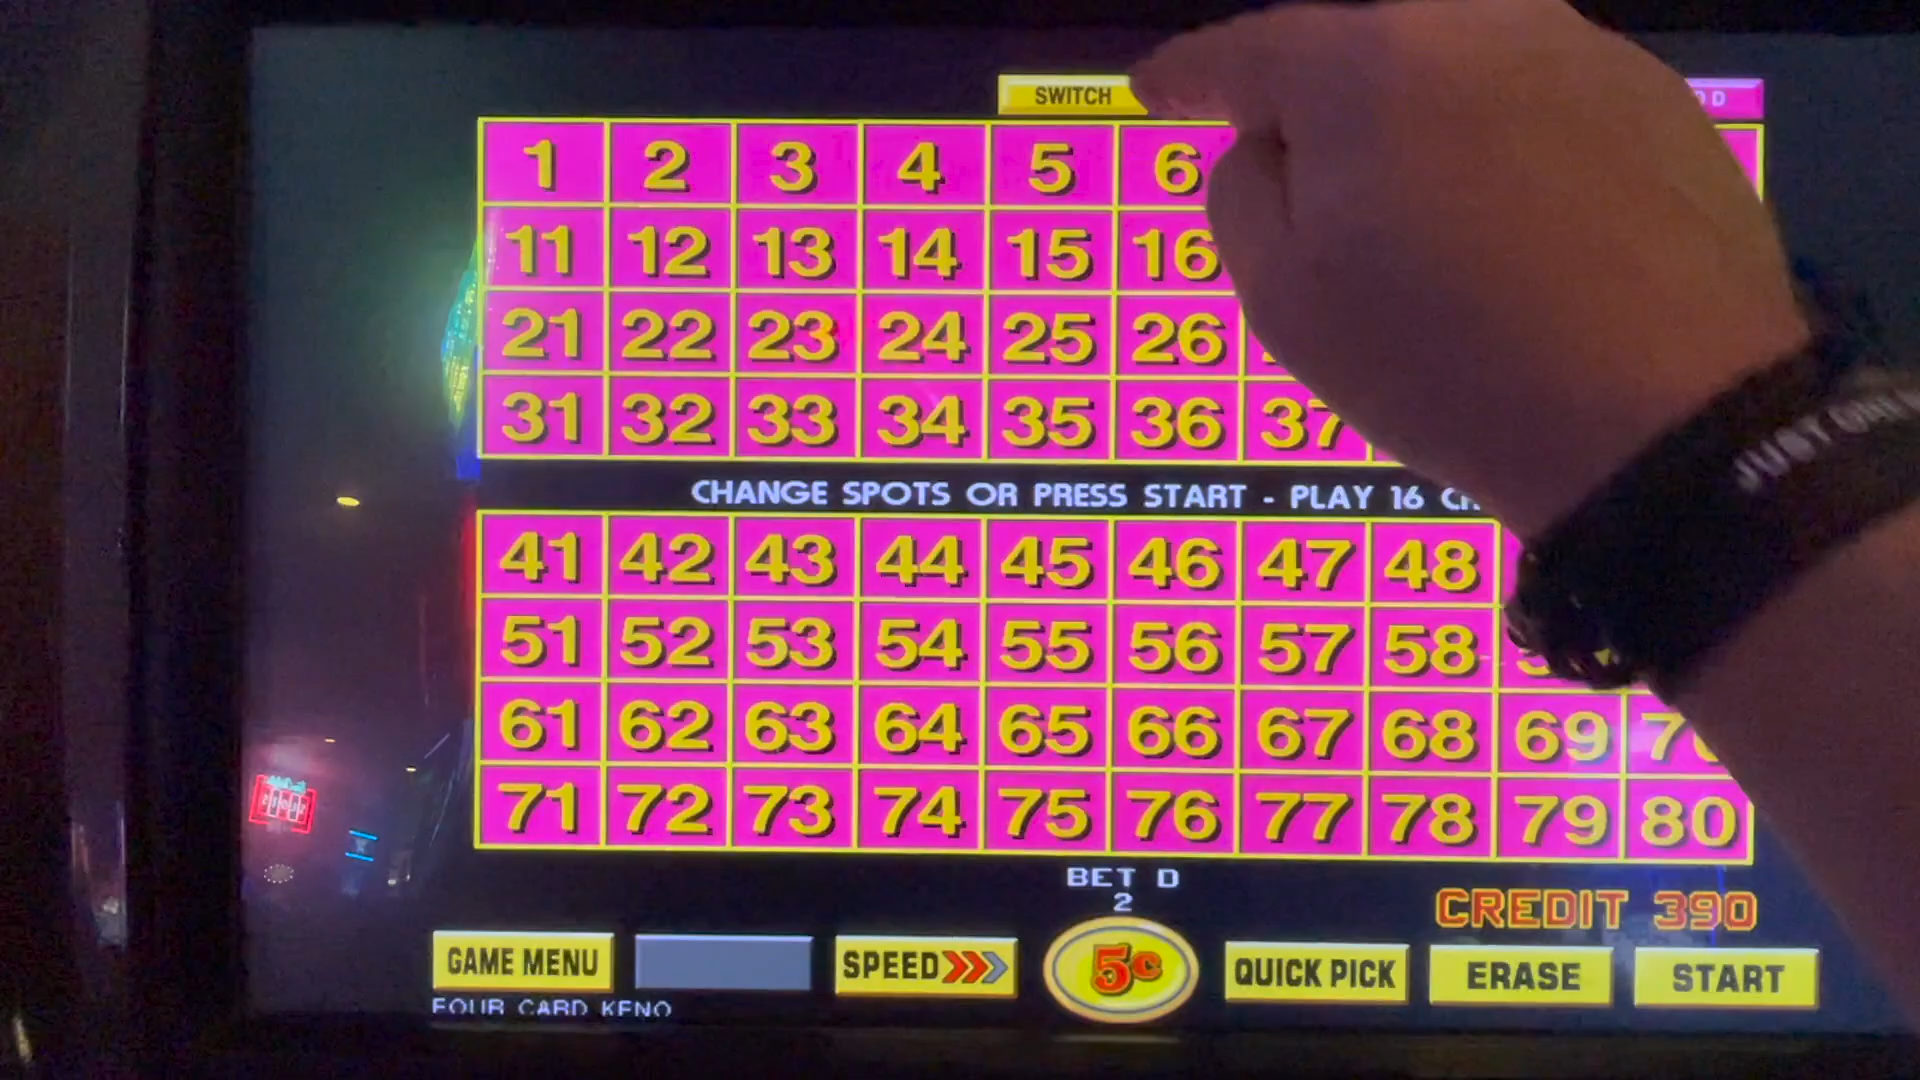 SWITCH
1 2 3 4 5 6
11 12 13 14 15 16
21 22 23 24 25 26
31 32 33 34 35 36 37
CHANGE SPOTS OR PRESS START - PLAY 16
41 42 43 44 45 46 47 48
51 52 53 54 55 56 57 58
61 62 63 64 65 66 67 68 69
71 72 73 74 75 76 77 78 79 80
BET D
2
CREDIT 390
GAME MENU
SPEED
5¢
QUICK PICK
ERASE
START
FOUR CARD KENO
JUST